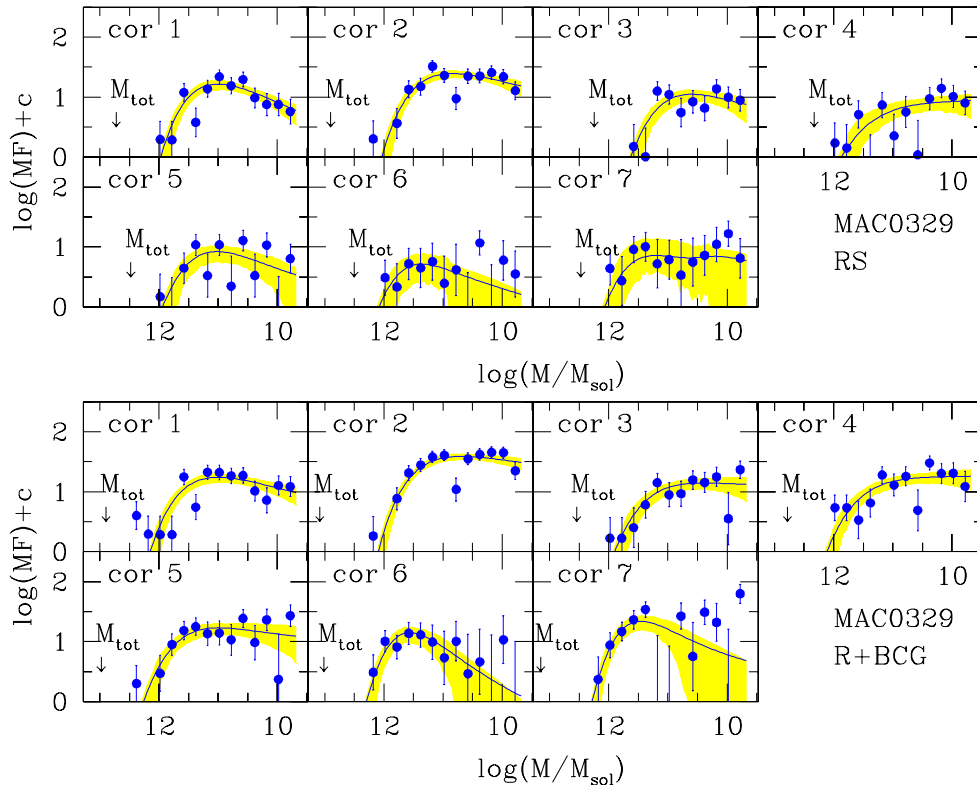 cor 1 cor 2 cor 3 cor 4
2
1
0
log(MF)+c
M_tot M_tot M_tot M_tot
↓ ↓ ↓ ↓
12 10
cor 5 cor 6 cor 7
2
1
0
M_tot M_tot M_tot
↓ ↓ ↓
MAC0329
RS
12 10 12 10 12 10
log(M/M_sol)
cor 1 cor 2 cor 3 cor 4
2
1
0
log(MF)+c
M_tot M_tot M_tot M_tot
↓ ↓ ↓ ↓
12 10
cor 5 cor 6 cor 7
2
1
0
M_tot M_tot M_tot
↓ ↓ ↓
MAC0329
R+BCG
12 10 12 10 12 10
log(M/M_sol)